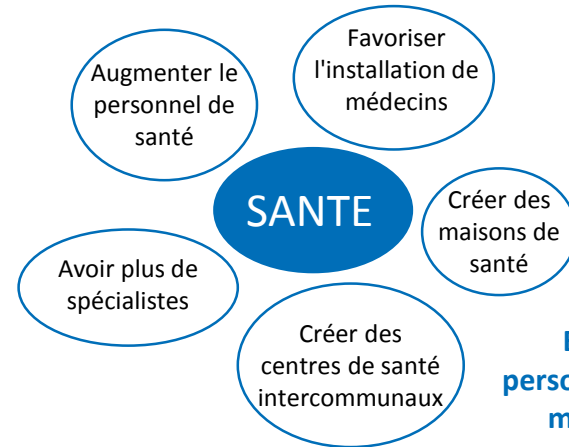 Favoriser
l'installation de
médecins
Augmenter le
personnel de
santé
SANTE
Créer des
maisons de
santé
Avoir plus de
spécialistes
Créer des
centres de santé
intercommunaux